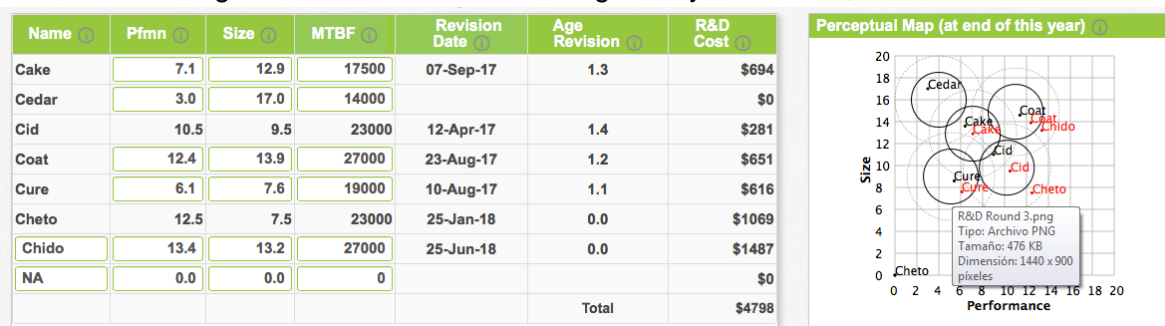 Name Pfmn Size MTBF Revision Date Age Revision R&D Cost
Cake 7.1 12.9 17500 07-Sep-17 1.3 $694
Cedar 3.0 17.0 14000 $0
Cid 10.5 9.5 23000 12-Apr-17 1.4 $281
Coat 12.4 13.9 27000 23-Aug-17 1.2 $651
Cure 6.1 7.6 19000 10-Aug-17 1.1 $616
Cheto 12.5 7.5 23000 25-Jan-18 0.0 $1069
Chido 13.4 13.2 27000 25-Jun-18 0.0 $1487
NA 0.0 0.0 0 $0
Total $4798
Perceptual Map (at end of this year)
20
18
16
14
12
10
8
6
4
2
0
Size
Cedar
Coat
Coat
Chido
Cake
Cake
Cid
Cid
Cure
Cure
Cheto
Cheto
R&D Round 3.png
Tipo: Archivo PNG
Tamaño: 476 KB
Dimensión: 1440 x 900
píxeles
0 2 4 6 8 10 12 14 16 18 20
Performance